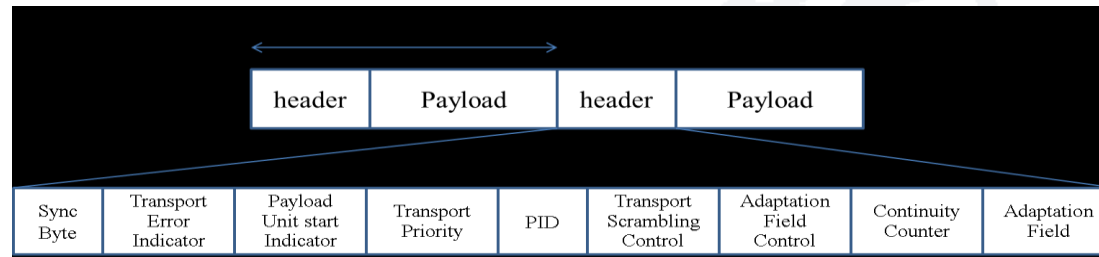 header Payload header Payload
Sync
Byte
Transport
Error
Indicator
Payload
Unit start
Indicator
Transport
Priority
PID
Transport
Scrambling
Control
Adaptation
Field
Control
Continuity
Counter
Adaptation
Field